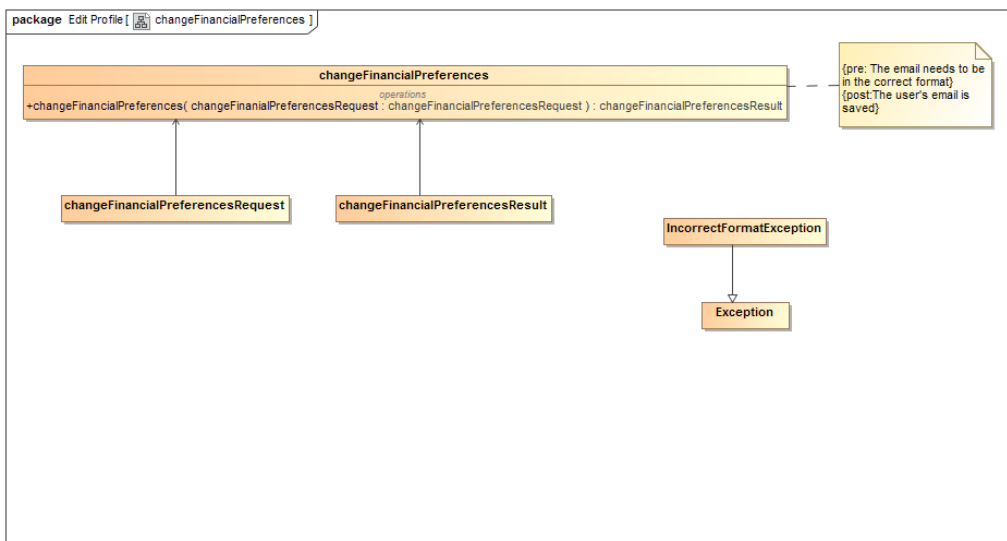 package Edit Profile [ changeFinancialPreferences ]
changeFinancialPreferences
operations
+changeFinancialPreferences( changeFinanialPreferencesRequest : changeFinancialPreferencesRequest ) : changeFinancialPreferencesResult
{pre: The email needs to be
in the correct format}
{post:The user's email is
saved}
changeFinancialPreferencesRequest
changeFinancialPreferencesResult
IncorrectFormatException
Exception